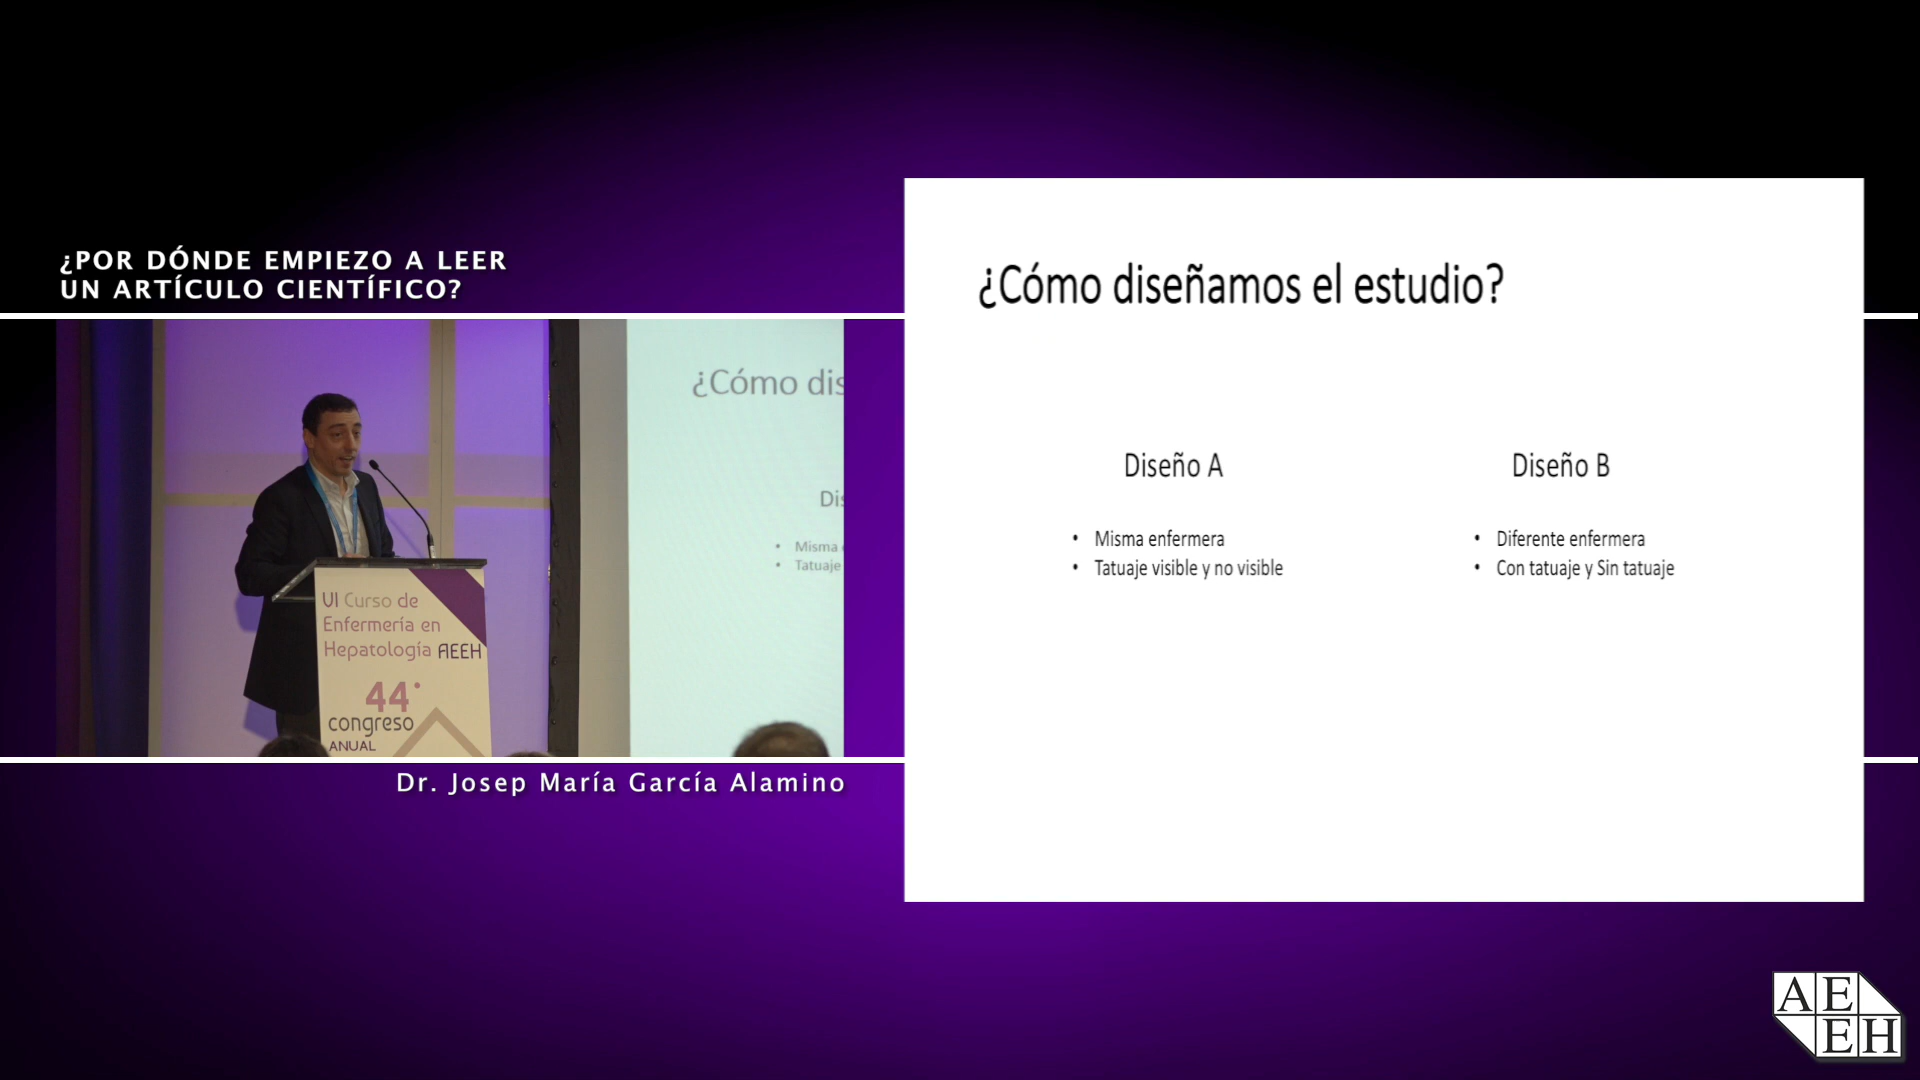 ¿POR DÓNDE EMPIEZO A LEER
UN ARTÍCULO CIENTÍFICO?
¿Cómo dis
Dis
• Misma
• Tatuaje
VI Curso de
Enfermería en
Hepatología AEEH
44º
congreso
ANUAL
Dr. Josep María García Alamino
¿Cómo diseñamos el estudio?
Diseño A
• Misma enfermera
• Tatuaje visible y no visible
Diseño B
• Diferente enfermera
• Con tatuaje y Sin tatuaje
AE
EH